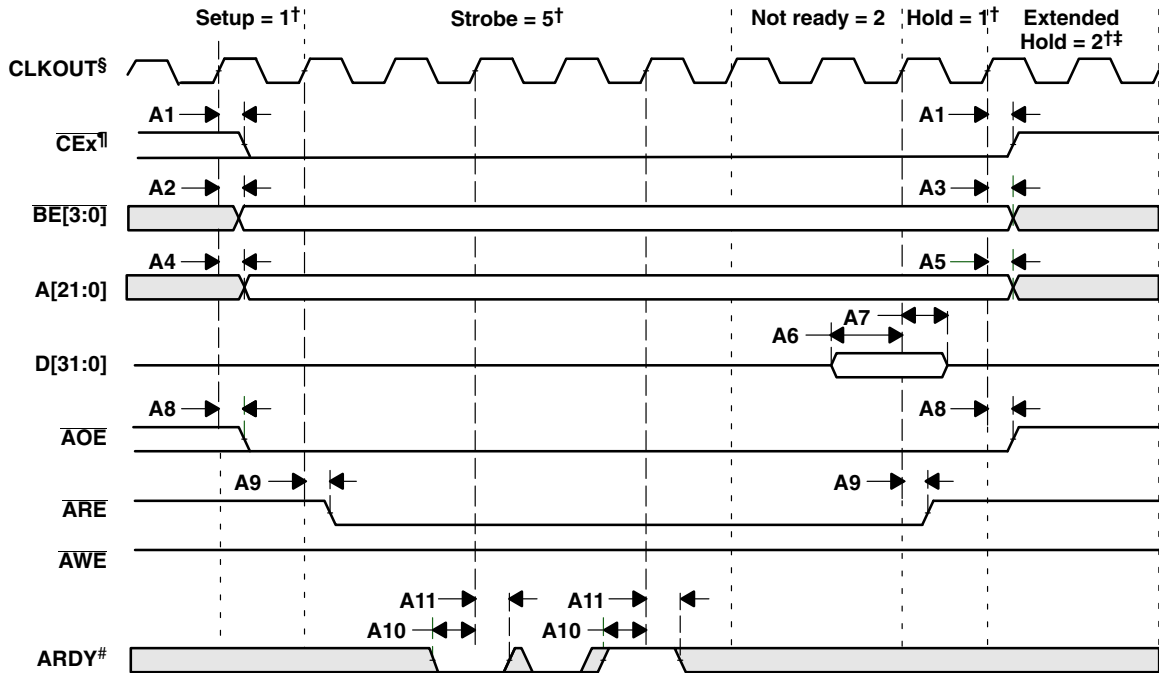 Setup = 1† Strobe = 5† Not ready = 2 Hold = 1† Extended
Hold = 2†‡
CLKOUT§
A1 A1
CEx¶
A2 A3
BE[3:0]
A4 A5
A[21:0]
A7
A6
D[31:0]
A8 A8
AOE
A9 A9
ARE
AWE
A11 A11
A10 A10
ARDY#